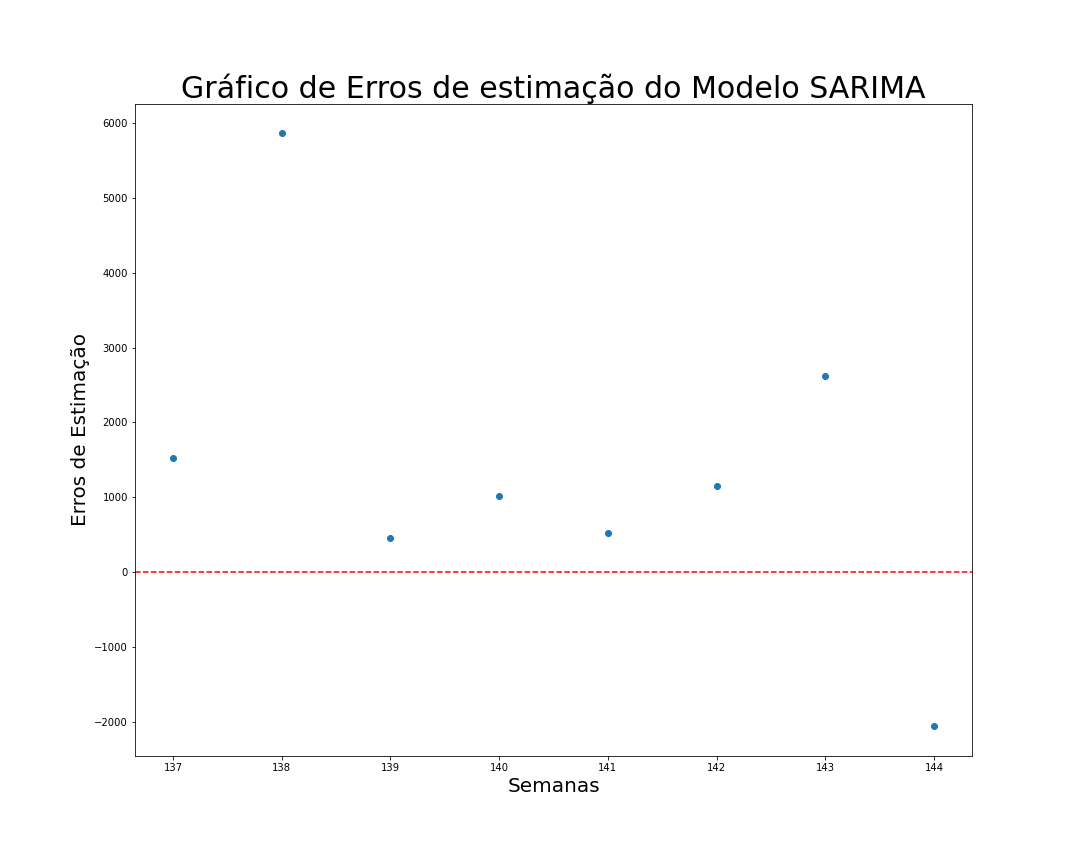 Gráfico de Erros de estimação do Modelo SARIMA
6000
5000
4000
3000
2000
1000
0
−1000
−2000
Erros de Estimação
137 138 139 140 141 142 143 144
Semanas